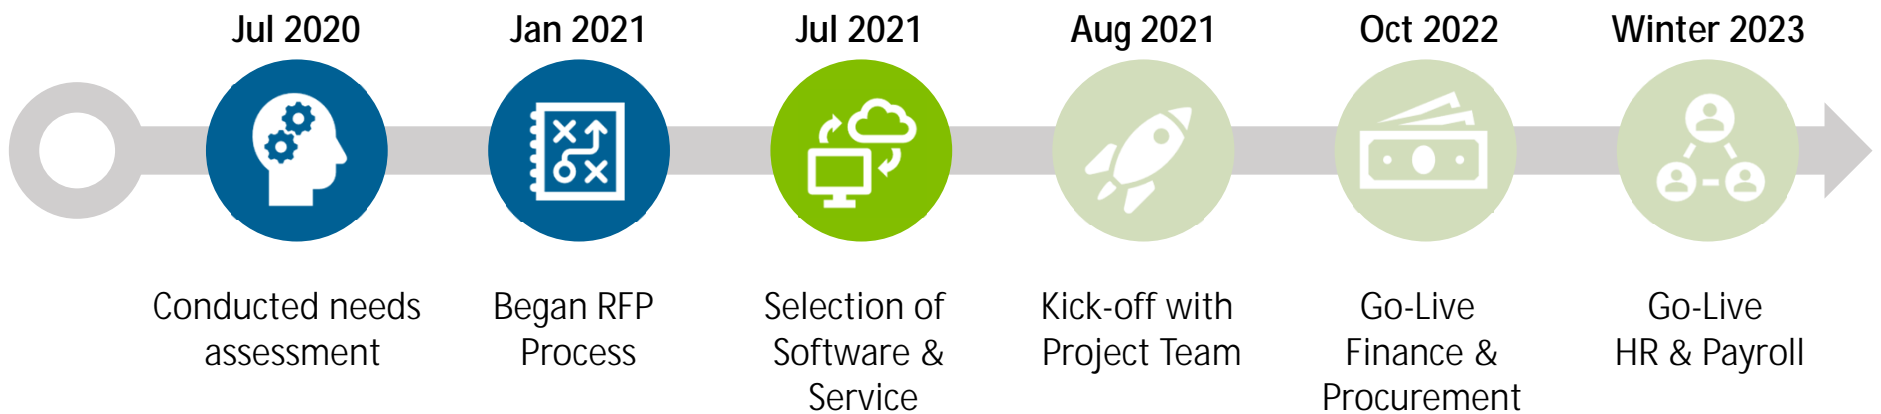 Jul 2020
Jan 2021
Jul 2021
Aug 2021
Oct 2022
Winter 2023
Conducted needs
assessment
Began RFP
Process
Selection of
Software &
Service
Kick-off with
Project Team
Go-Live
Finance &
Procurement
Go-Live
HR & Payroll